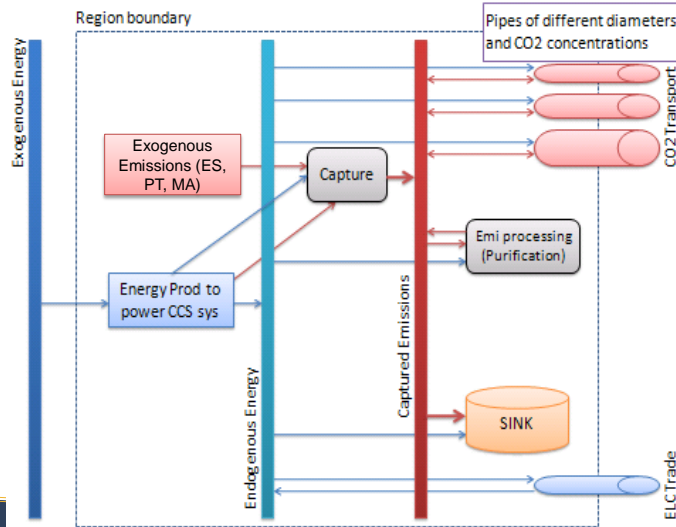 Region boundary
Pipes of different diameters
and CO2 concentrations
Exogenous Energy
CO2 Transport
Exogenous
Emissions (ES,
PT, MA)
Capture
Emi processing
(Purification)
Energy Prod to
power CCS sys
Captured Emissions
Endogenous Energy
SINK
ELC Trade